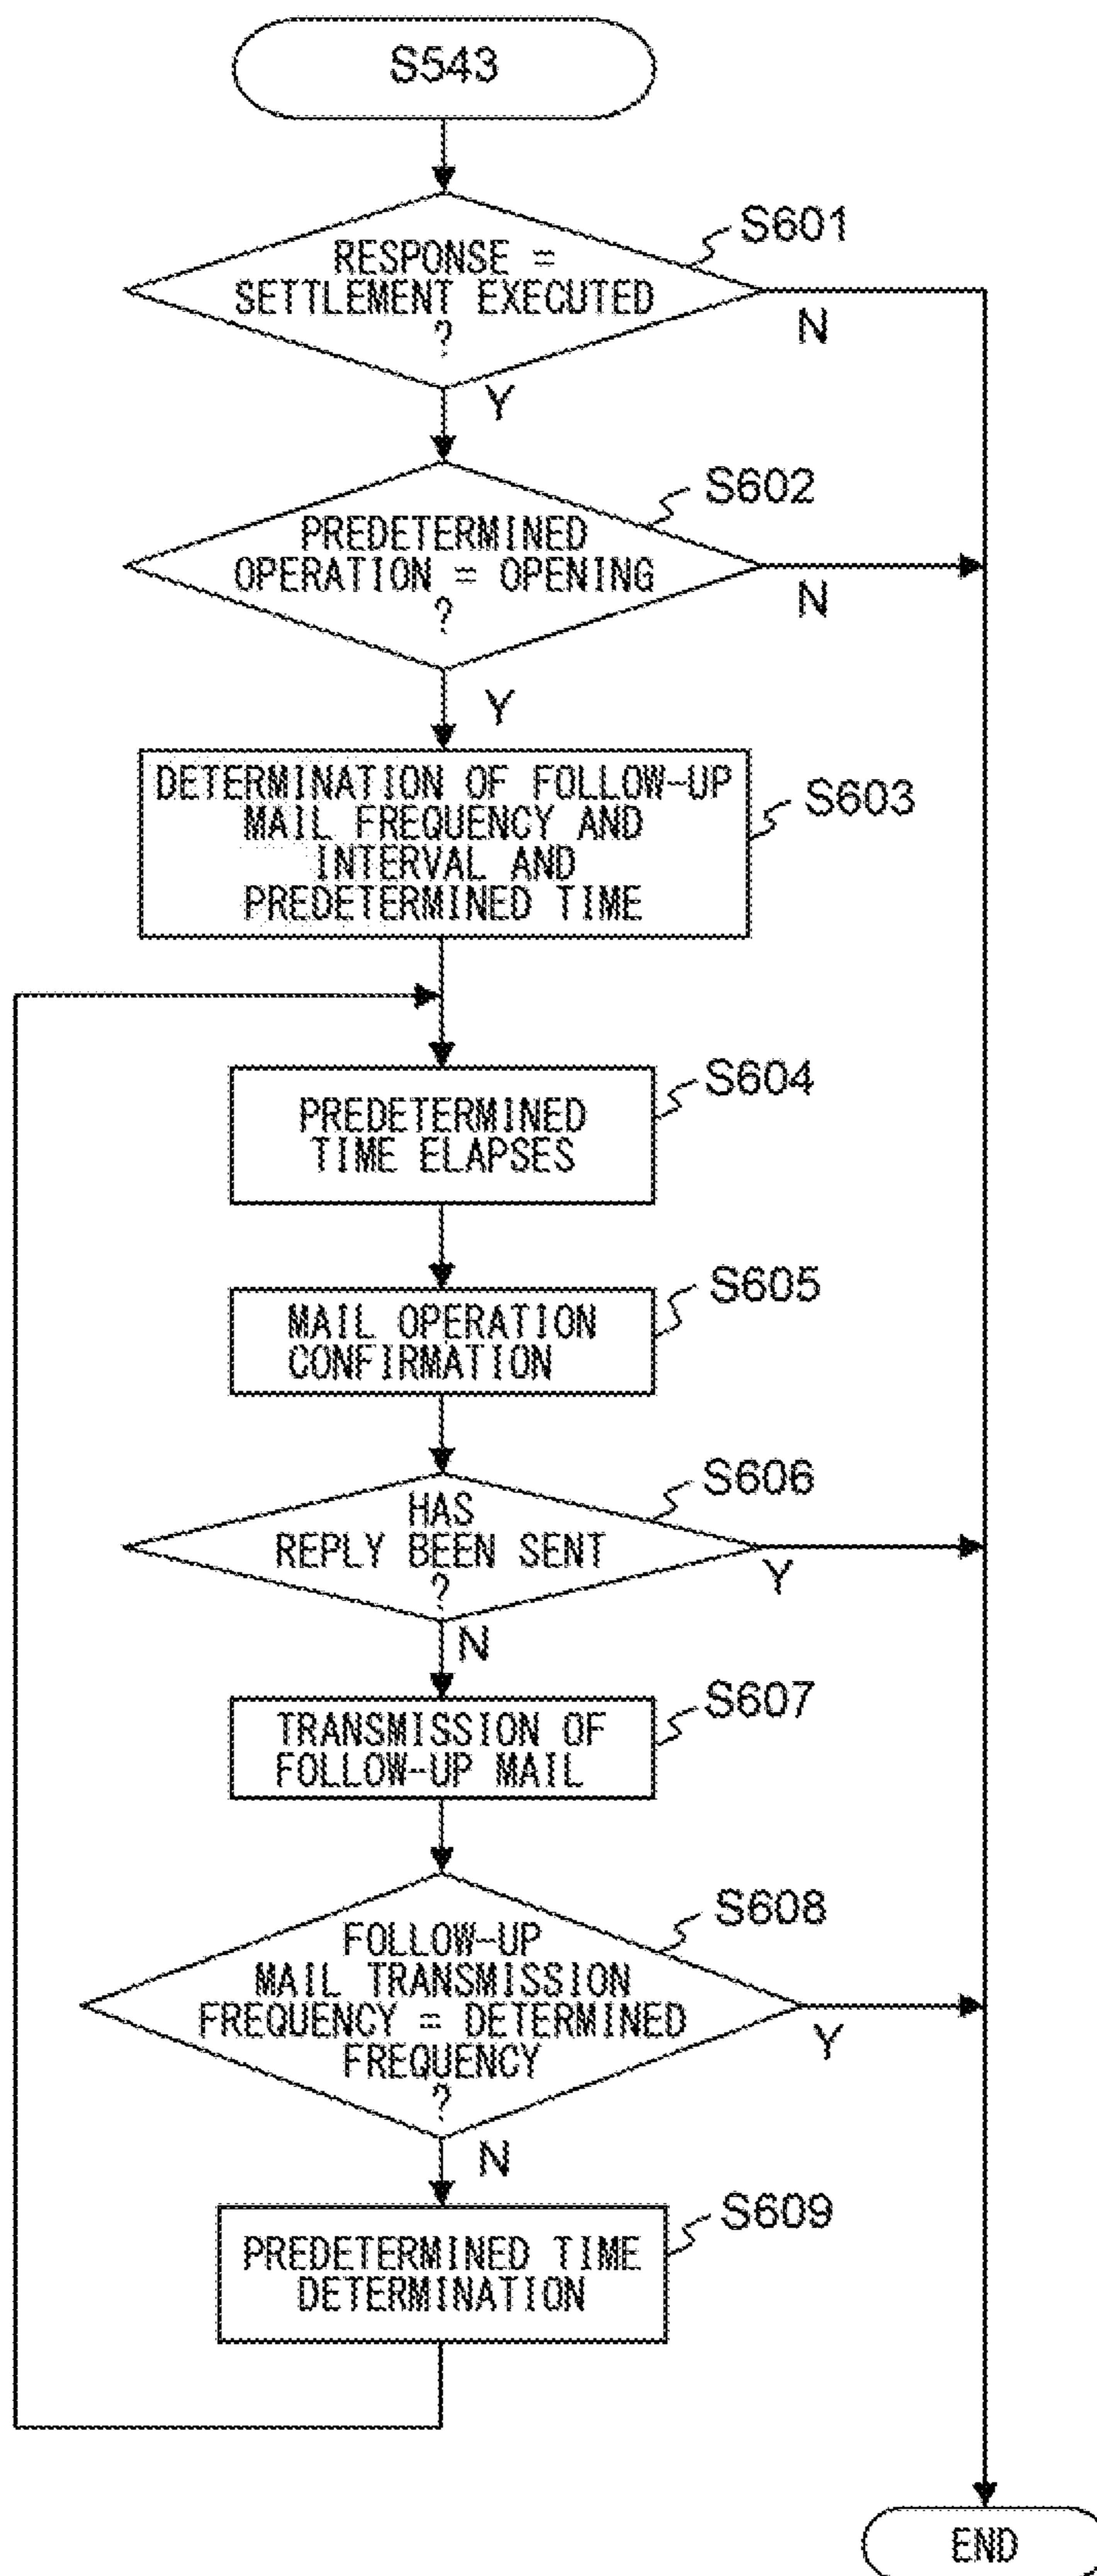 S543
S601
RESPONSE =
SETTLEMENT EXECUTED
?
N
Y
S602
PREDETERMINED
OPERATION = OPENING
?
N
Y
DETERMINATION OF FOLLOW-UP
MAIL FREQUENCY AND
INTERVAL AND
PREDETERMINED TIME
S603
S604
PREDETERMINED
TIME ELAPSES
S605
MAIL OPERATION
CONFIRMATION
S606
HAS
REPLY BEEN SENT
?
Y
N
S607
TRANSMISSION OF
FOLLOW-UP MAIL
S608
FOLLOW-UP
MAIL TRANSMISSION
FREQUENCY = DETERMINED
FREQUENCY
?
Y
N
S609
PREDETERMINED TIME
DETERMINATION
END